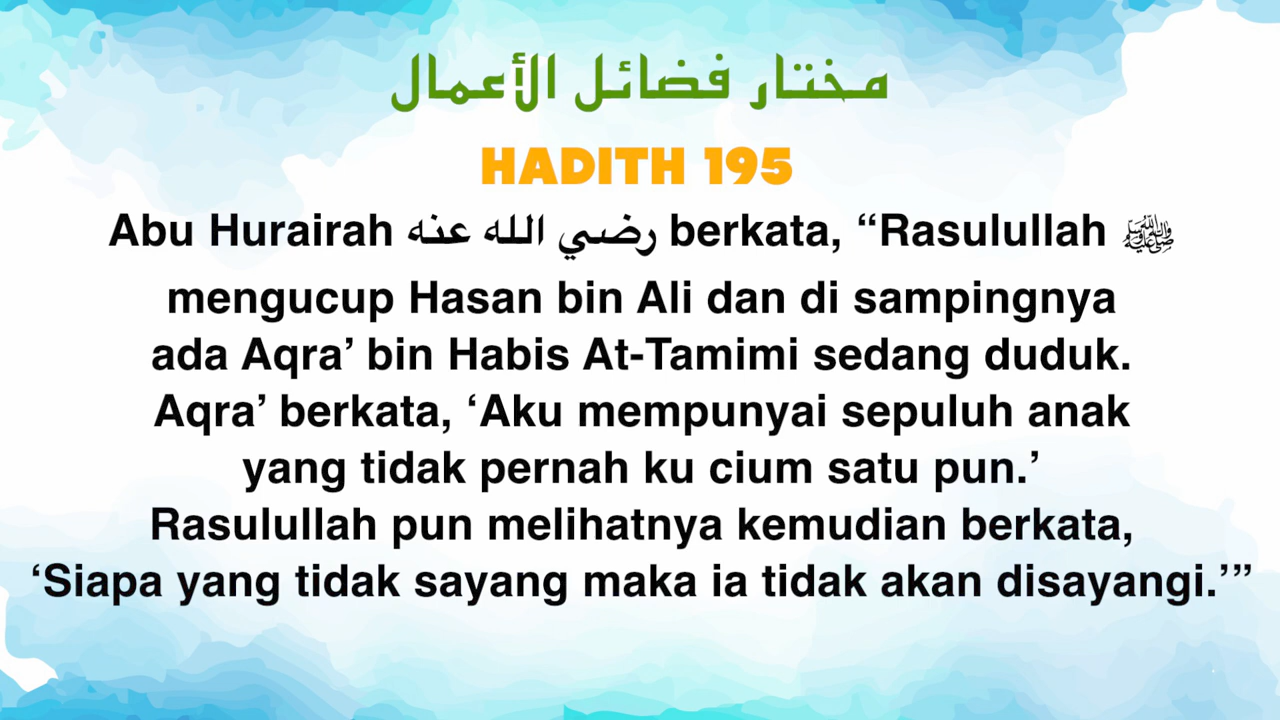 مختار فضائل الأعمال
HADITH 195
Abu Hurairah رضي الله عنه berkata, “Rasulullah ﷺ
mengucup Hasan bin Ali dan di sampingnya
ada Aqra’ bin Habis At-Tamimi sedang duduk.
Aqra’ berkata, ‘Aku mempunyai sepuluh anak
yang tidak pernah ku cium satu pun.’
Rasulullah pun melihatnya kemudian berkata,
‘Siapa yang tidak sayang maka ia tidak akan disayangi.’”